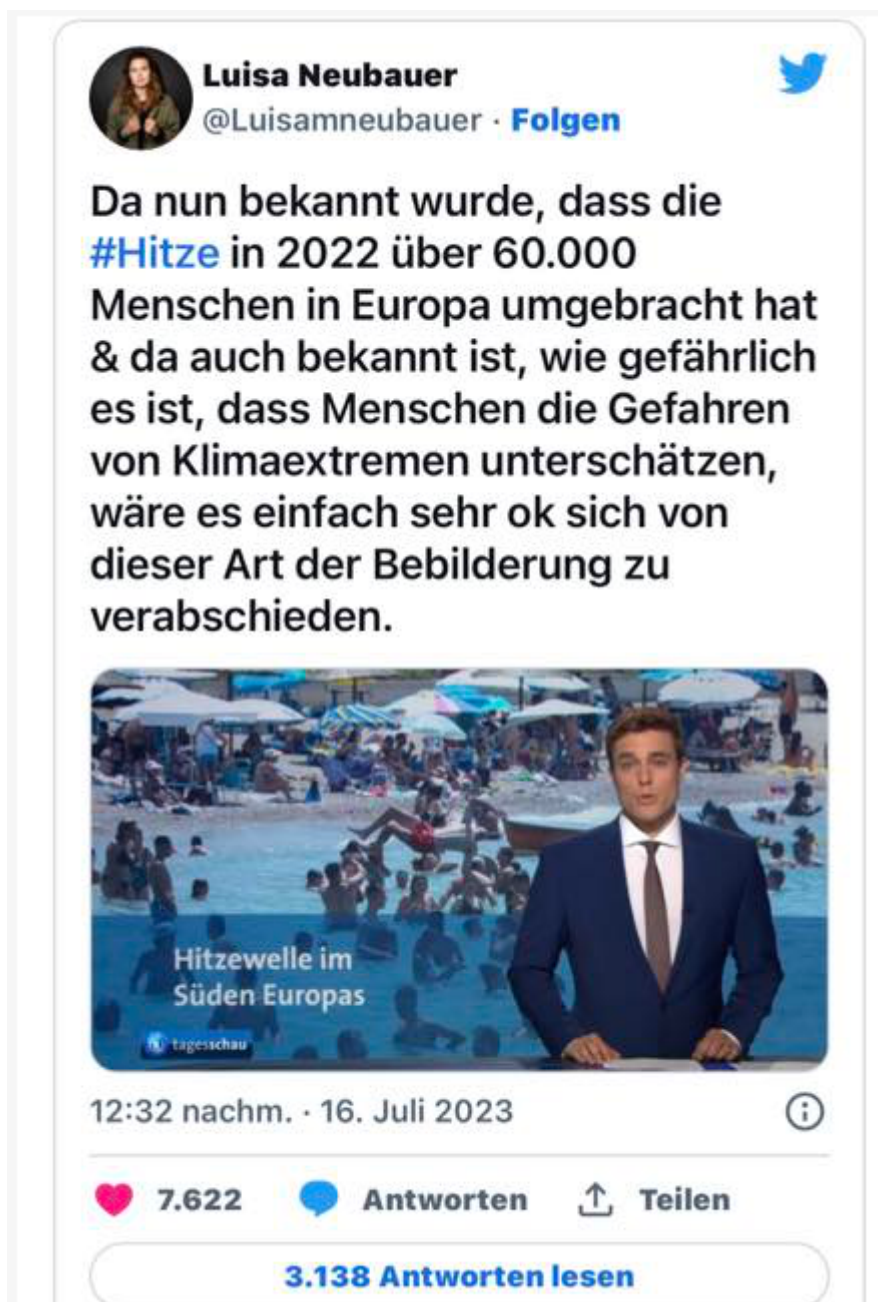 Luisa Neubauer
@Luisamneubauer · Folgen
Da nun bekannt wurde, dass die
#Hitze in 2022 über 60.000
Menschen in Europa umgebracht hat
& da auch bekannt ist, wie gefährlich
es ist, dass Menschen die Gefahren
von Klimaextremen unterschätzen,
wäre es einfach sehr ok sich von
dieser Art der Bebilderung zu
verabschieden.
Hitzewelle im
Süden Europas
tagesschau
12:32 nachm. · 16. Juli 2023
7.622 Antworten Teilen
3.138 Antworten lesen